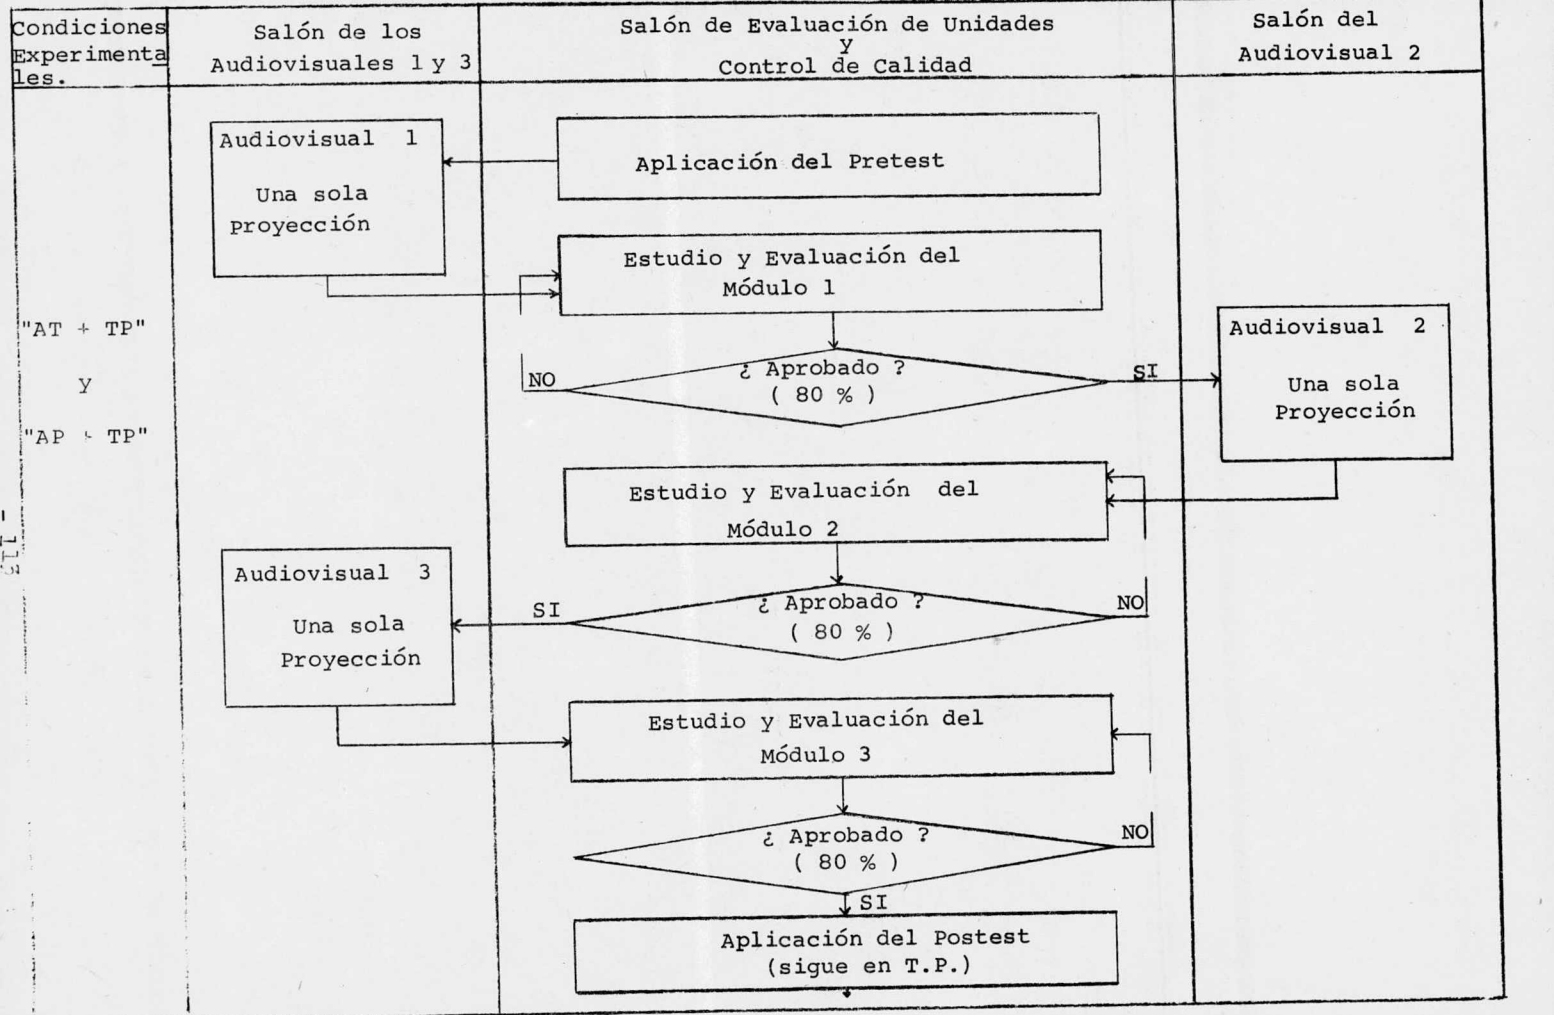 Condiciones
Experimenta
les.
Salón de los
Audiovisuales 1 y 3
Salón de Evaluación de Unidades
y
Control de Calidad
Salón del
Audiovisual 2
"AT + TP"
y
"AP + TP"
- 113
Audiovisual 1
Una sola
Proyección
Aplicación del Pretest
Estudio y Evaluación del
Módulo 1
¿ Aprobado ?
( 80 % )
NO
SI
Audiovisual 2
Una sola
Proyección
Estudio y Evaluación del
Módulo 2
¿ Aprobado ?
( 80 % )
SI
NO
Audiovisual 3
Una sola
Proyección
Estudio y Evaluación del
Módulo 3
¿ Aprobado ?
( 80 % )
NO
SI
Aplicación del Postest
(sigue en T.P.)